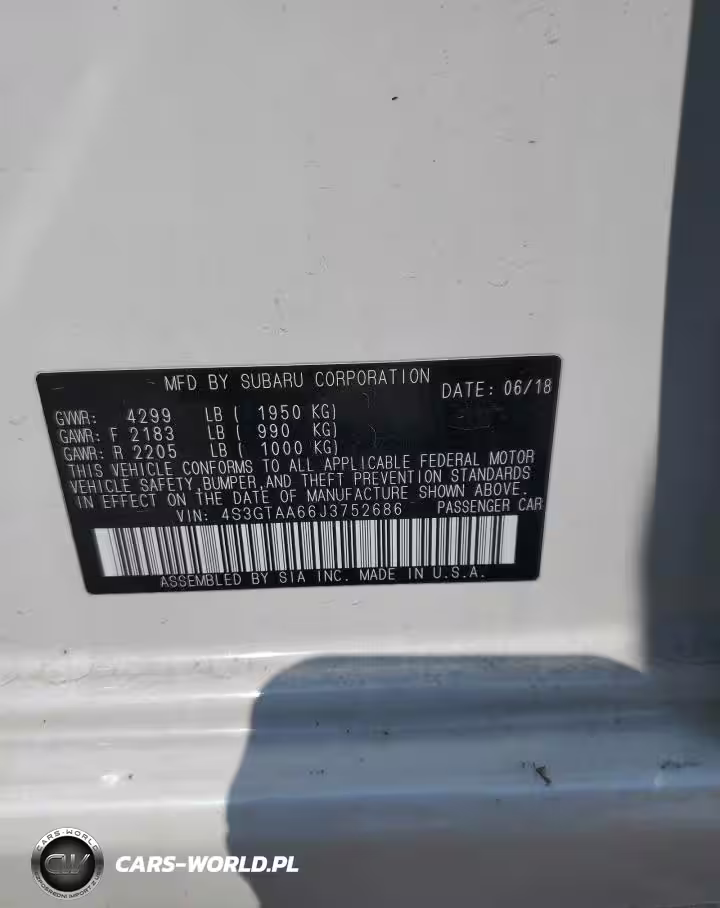 MFD BY SUBARU CORPORATION DATE: 06/18
GVWR: 4299 LB ( 1950 KG)
GAWR: F 2183 LB ( 990 KG)
GAWR: R 2205 LB ( 1000 KG)
THIS VEHICLE CONFORMS TO ALL APPLICABLE FEDERAL MOTOR
VEHICLE SAFETY,BUMPER,AND THEFT PREVENTION STANDARDS
IN EFFECT ON THE DATE OF MANUFACTURE SHOWN ABOVE.
VIN: 4S3GTAA66J3752686 PASSENGER CAR
ASSEMBLED BY SIA INC. MADE IN U.S.A.
CARS-WORLD
CW
CARS-WORLD.PL